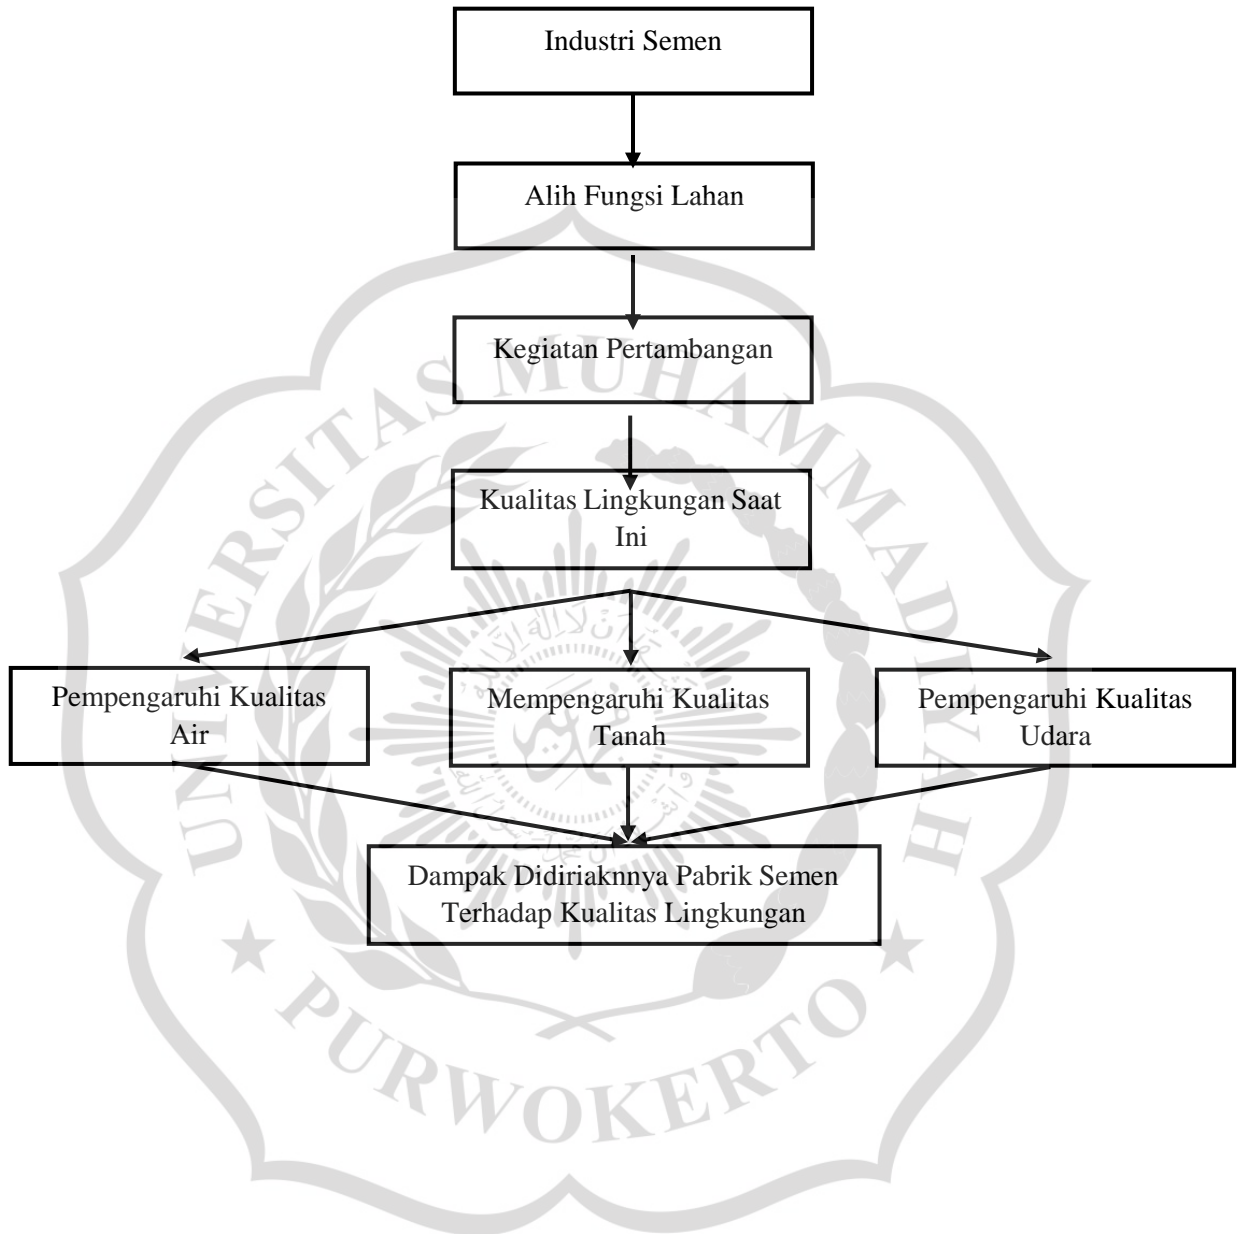 Industri Semen
Alih Fungsi Lahan
Kegiatan Pertambangan
Kualitas Lingkungan Saat
Ini
Pempengaruhi Kualitas
Air
Mempengaruhi Kualitas
Tanah
Pempengaruhi Kualitas
Udara
Dampak Didiriaknnya Pabrik Semen
Terhadap Kualitas Lingkungan
UNIVERSITAS MUHAMMADIYAH
PURWOKERTO